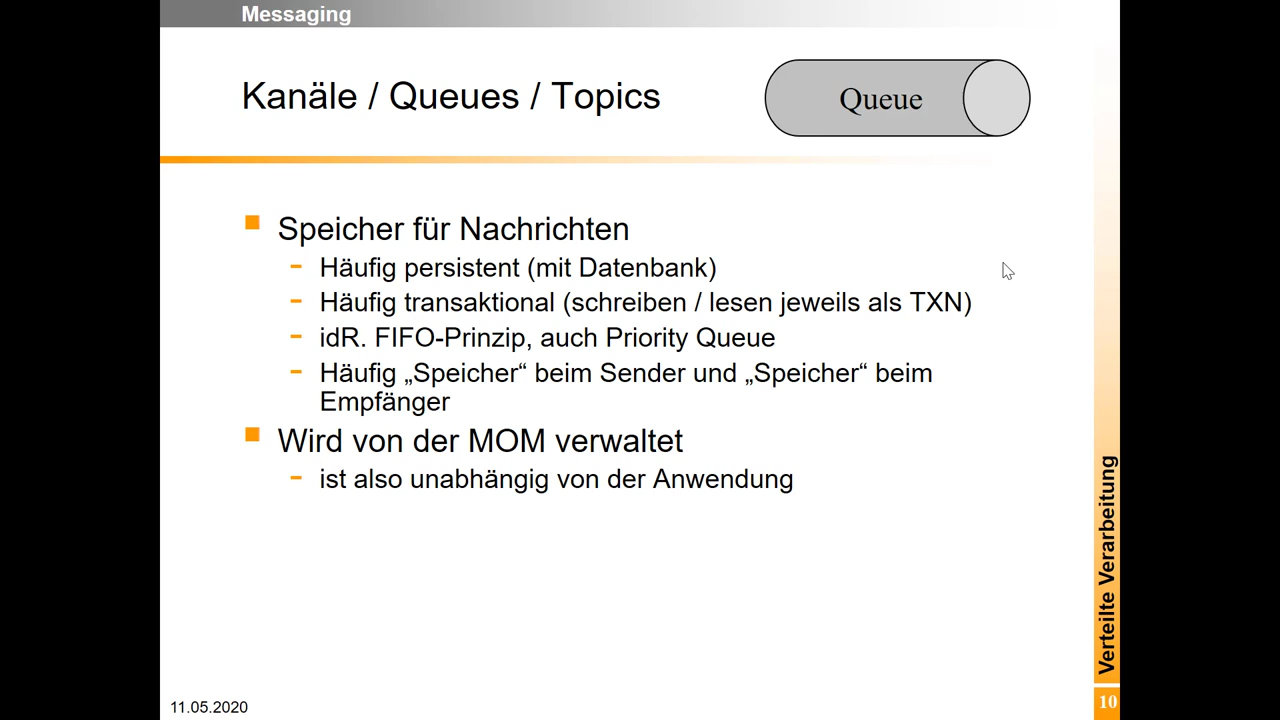 Messaging
Kanäle / Queues / Topics
Queue
Speicher für Nachrichten
Häufig persistent (mit Datenbank)
Häufig transaktional (schreiben / lesen jeweils als TXN)
idR. FIFO-Prinzip, auch Priority Queue
Häufig „Speicher“ beim Sender und „Speicher“ beim
Empfänger
Wird von der MOM verwaltet
ist also unabhängig von der Anwendung
Verteilte Verarbeitung
11.05.2020
10